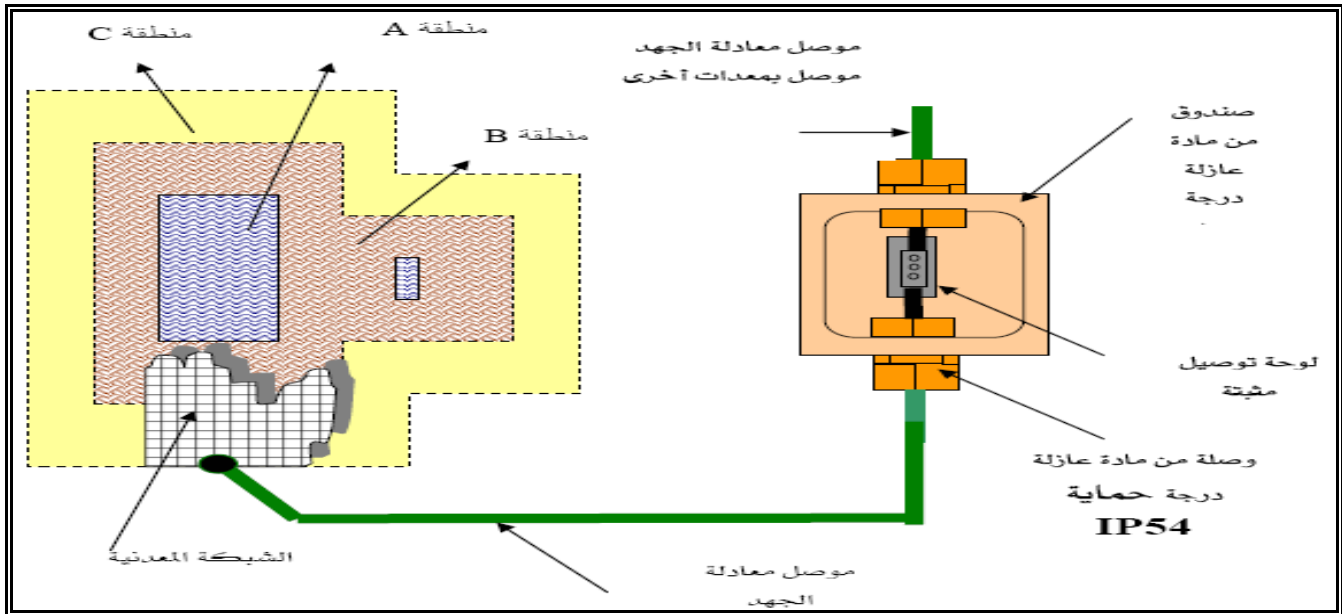 منطقة C
منطقة A
منطقة B
موصل معادلة الجهد
موصل بمعدات أخرى
صندوق
من مادة
عازلة
درجة
لوحة توصيل
مثبتة
وصلة من مادة عازلة
درجة حماية
IP54
الشبكة المعدنية
موصل معادلة
الجهد